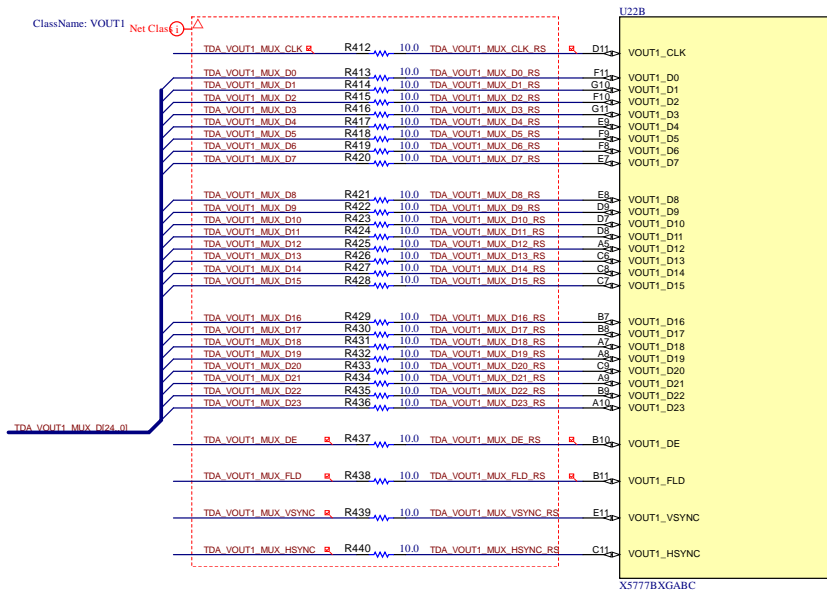 U22B
ClassName: VOUT1 Net Class i
TDA_VOUT1_MUX_CLK R412 10.0 TDA_VOUT1_MUX_CLK_RS D11 VOUT1_CLK
TDA_VOUT1_MUX_D0 R413 10.0 TDA_VOUT1_MUX_D0_RS F11 VOUT1_D0
TDA_VOUT1_MUX_D1 R414 10.0 TDA_VOUT1_MUX_D1_RS G10 VOUT1_D1
TDA_VOUT1_MUX_D2 R415 10.0 TDA_VOUT1_MUX_D2_RS F10 VOUT1_D2
TDA_VOUT1_MUX_D3 R416 10.0 TDA_VOUT1_MUX_D3_RS G11 VOUT1_D3
TDA_VOUT1_MUX_D4 R417 10.0 TDA_VOUT1_MUX_D4_RS E9 VOUT1_D4
TDA_VOUT1_MUX_D5 R418 10.0 TDA_VOUT1_MUX_D5_RS F9 VOUT1_D5
TDA_VOUT1_MUX_D6 R419 10.0 TDA_VOUT1_MUX_D6_RS F8 VOUT1_D6
TDA_VOUT1_MUX_D7 R420 10.0 TDA_VOUT1_MUX_D7_RS E7 VOUT1_D7
TDA_VOUT1_MUX_D8 R421 10.0 TDA_VOUT1_MUX_D8_RS E8 VOUT1_D8
TDA_VOUT1_MUX_D9 R422 10.0 TDA_VOUT1_MUX_D9_RS D9 VOUT1_D9
TDA_VOUT1_MUX_D10 R423 10.0 TDA_VOUT1_MUX_D10_RS D7 VOUT1_D10
TDA_VOUT1_MUX_D11 R424 10.0 TDA_VOUT1_MUX_D11_RS D8 VOUT1_D11
TDA_VOUT1_MUX_D12 R425 10.0 TDA_VOUT1_MUX_D12_RS A5 VOUT1_D12
TDA_VOUT1_MUX_D13 R426 10.0 TDA_VOUT1_MUX_D13_RS C6 VOUT1_D13
TDA_VOUT1_MUX_D14 R427 10.0 TDA_VOUT1_MUX_D14_RS C8 VOUT1_D14
TDA_VOUT1_MUX_D15 R428 10.0 TDA_VOUT1_MUX_D15_RS C7 VOUT1_D15
TDA_VOUT1_MUX_D16 R429 10.0 TDA_VOUT1_MUX_D16_RS B7 VOUT1_D16
TDA_VOUT1_MUX_D17 R430 10.0 TDA_VOUT1_MUX_D17_RS B8 VOUT1_D17
TDA_VOUT1_MUX_D18 R431 10.0 TDA_VOUT1_MUX_D18_RS A7 VOUT1_D18
TDA_VOUT1_MUX_D19 R432 10.0 TDA_VOUT1_MUX_D19_RS A8 VOUT1_D19
TDA_VOUT1_MUX_D20 R433 10.0 TDA_VOUT1_MUX_D20_RS C9 VOUT1_D20
TDA_VOUT1_MUX_D21 R434 10.0 TDA_VOUT1_MUX_D21_RS A9 VOUT1_D21
TDA_VOUT1_MUX_D22 R435 10.0 TDA_VOUT1_MUX_D22_RS B9 VOUT1_D22
TDA_VOUT1_MUX_D23 R436 10.0 TDA_VOUT1_MUX_D23_RS A10 VOUT1_D23
TDA_VOUT1_MUX_D[24..0]
TDA_VOUT1_MUX_DE R437 10.0 TDA_VOUT1_MUX_DE_RS B10 VOUT1_DE
TDA_VOUT1_MUX_FLD R438 10.0 TDA_VOUT1_MUX_FLD_RS B11 VOUT1_FLD
TDA_VOUT1_MUX_VSYNC R439 10.0 TDA_VOUT1_MUX_VSYNC_RS E11 VOUT1_VSYNC
TDA_VOUT1_MUX_HSYNC R440 10.0 TDA_VOUT1_MUX_HSYNC_RS C11 VOUT1_HSYNC
X5777BXGABC